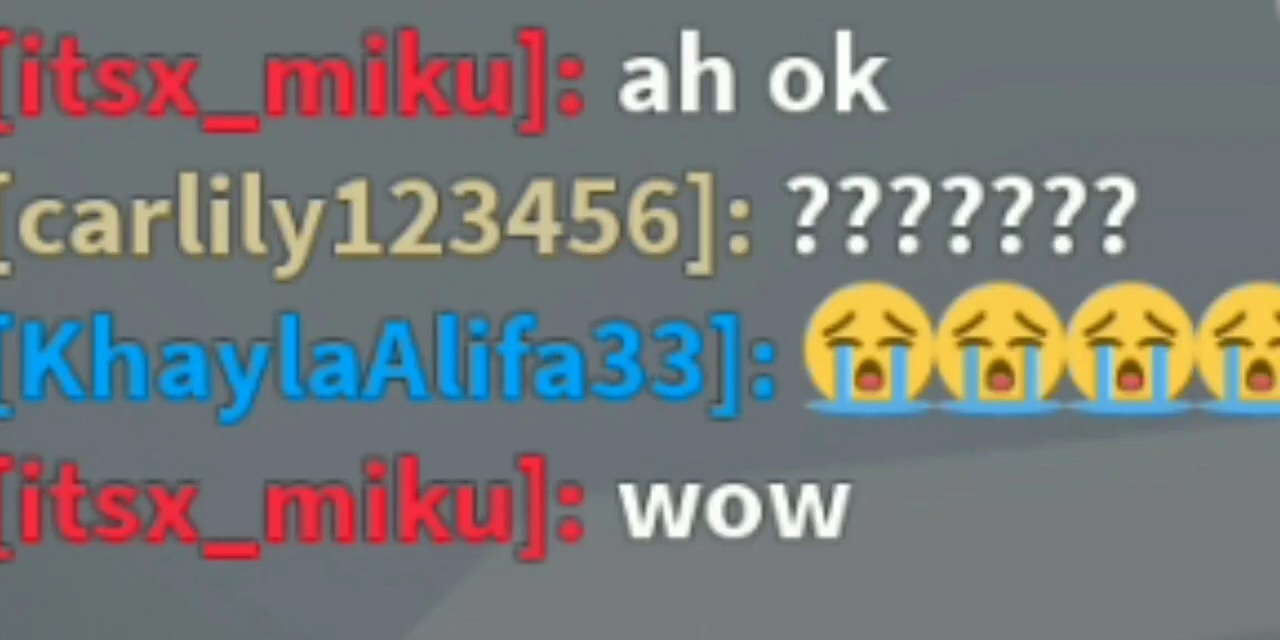 [itsx_miku]: ah ok
[carlily123456]: ???????
[KhaylaAlifa33]: 😭😭😭😭
[itsx_miku]: wow